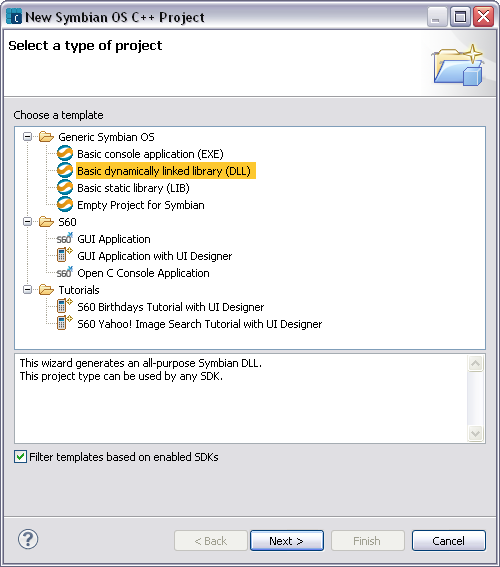 New Symbian OS C++ Project
Select a type of project
Choose a template
Generic Symbian OS
Basic console application (EXE)
Basic dynamically linked library (DLL)
Basic static library (LIB)
Empty Project for Symbian
S60
S60 GUI Application
GUI Application with UI Designer
S60 Open C Console Application
Tutorials
S60 Birthdays Tutorial with UI Designer
S60 Yahoo! Image Search Tutorial with UI Designer
This wizard generates an all-purpose Symbian DLL.
This project type can be used by any SDK.
Filter templates based on enabled SDKs
? < Back Next > Finish Cancel